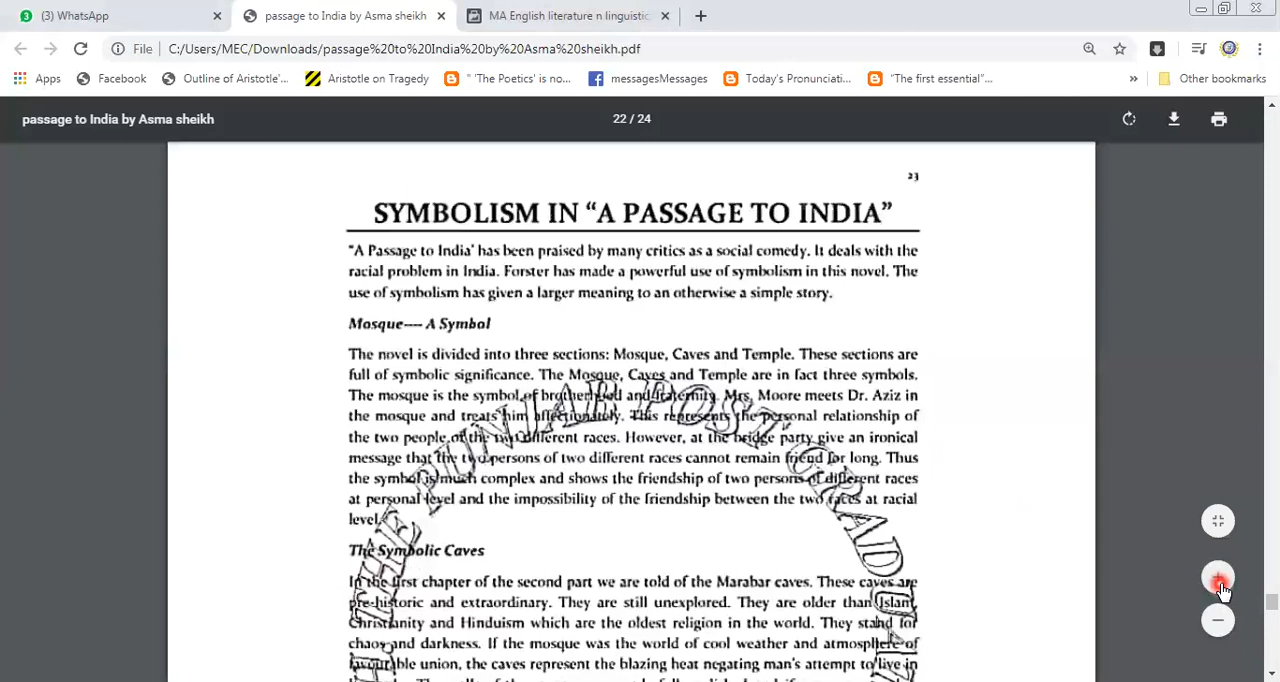 (3) WhatsApp
passage to India by Asma sheikh
MA English literature n linguistic
File
C:/Users/MEC/Downloads/passage%20to%20India%20by%20Asma%20sheikh.pdf
Apps
Facebook
Outline of Aristotle'...
Aristotle on Tragedy
" 'The Poetics' is no...
messagesMessages
Today's Pronunciati...
"The first essential"...
»
Other bookmarks
passage to India by Asma sheikh
22 / 24
23
SYMBOLISM IN “A PASSAGE TO INDIA”
"A Passage to India' has been praised by many critics as a social comedy. It deals with the
racial problem in India. Forster has made a powerful use of symbolism in this novel. The
use of symbolism has given a larger meaning to an otherwise a simple story.
Mosque---- A Symbol
The novel is divided into three sections: Mosque, Caves and Temple. These sections are
full of symbolic significance. The Mosque, Caves and Temple are in fact three symbols.
The mosque is the symbol of brotherhood and fraternity. Mrs. Moore meets Dr. Aziz in
the mosque and treats him affectionately. This represents the personal relationship of
the two people of the two different races. However, at the bridge party give an ironical
message that the two persons of two different races cannot remain friend for long. Thus
the symbol is much complex and shows the friendship of two persons of different races
at personal level and the impossibility of the friendship between the two races at racial
level.
The Symbolic Caves
In the first chapter of the second part we are told of the Marabar caves. These caves are
pre-historic and extraordinary. They are still unexplored. They are older than Islam,
Christianity and Hinduism which are the oldest religion in the world. They stand for
chaos and darkness. If the mosque was the world of cool weather and atmosphere of
favourable union, the caves represent the blazing heat negating man's attempt to live in
THE PUNJAB POST GRADUAT